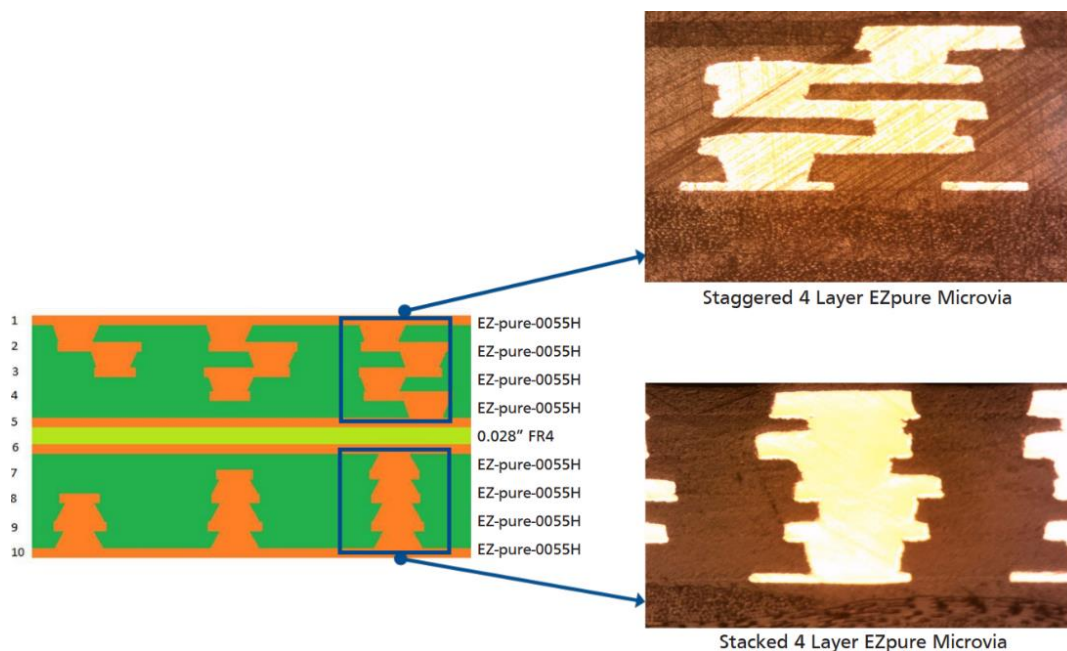 Staggered 4 Layer EZpure Microvia
1 EZ-pure-0055H
2 EZ-pure-0055H
3 EZ-pure-0055H
4 EZ-pure-0055H
5
0.028" FR4
6
7 EZ-pure-0055H
8 EZ-pure-0055H
9 EZ-pure-0055H
10 EZ-pure-0055H
Stacked 4 Layer EZpure Microvia